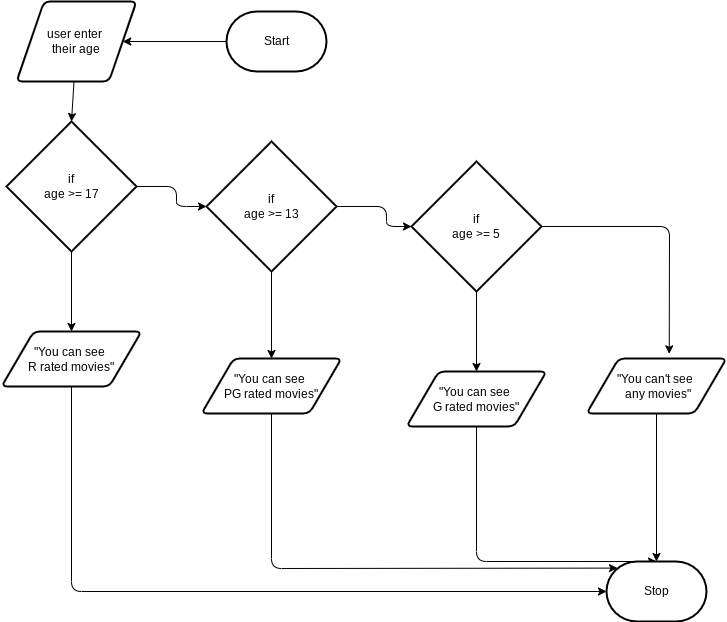 Start
user enter
their age
if
age >= 17
if
age >= 13
if
age >= 5
"You can see
R rated movies"
"You can see
PG rated movies"
"You can see
G rated movies"
"You can't see
any movies"
Stop